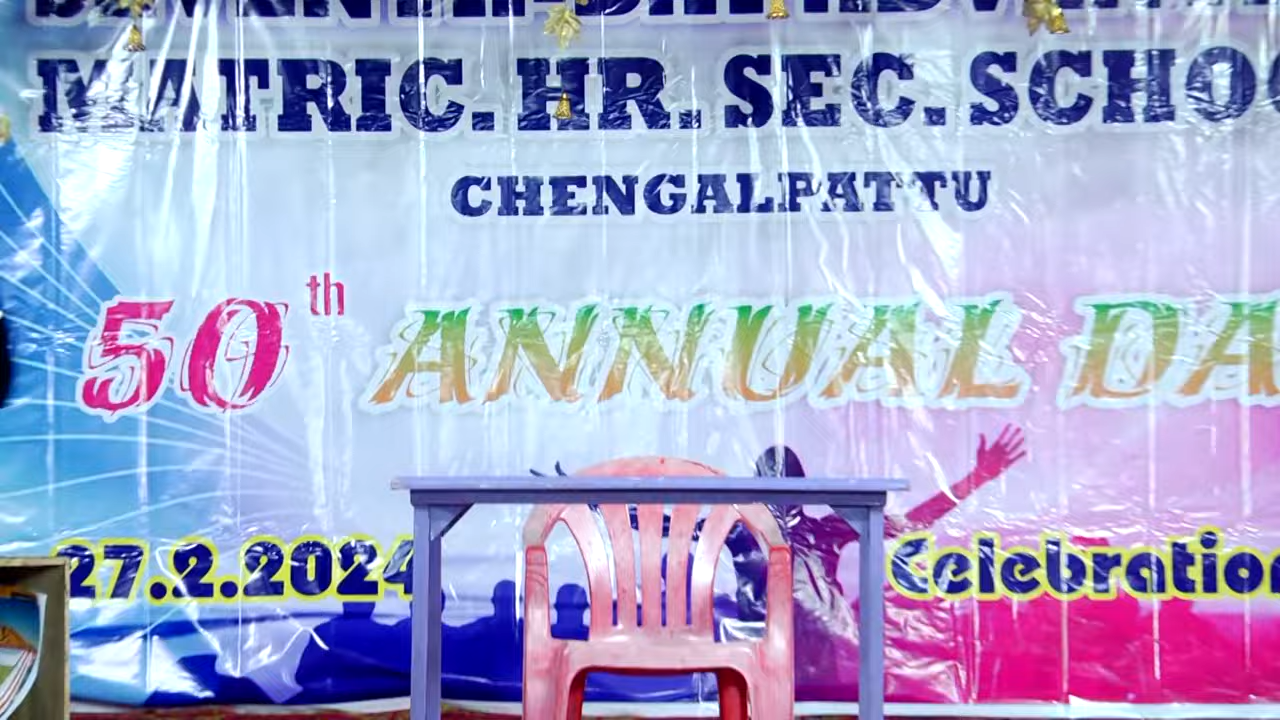 MATRIC. HR. SEC. SCHOO
CHENGALPATTU
50th ANNUAL DA
27.2.2024 Celebration